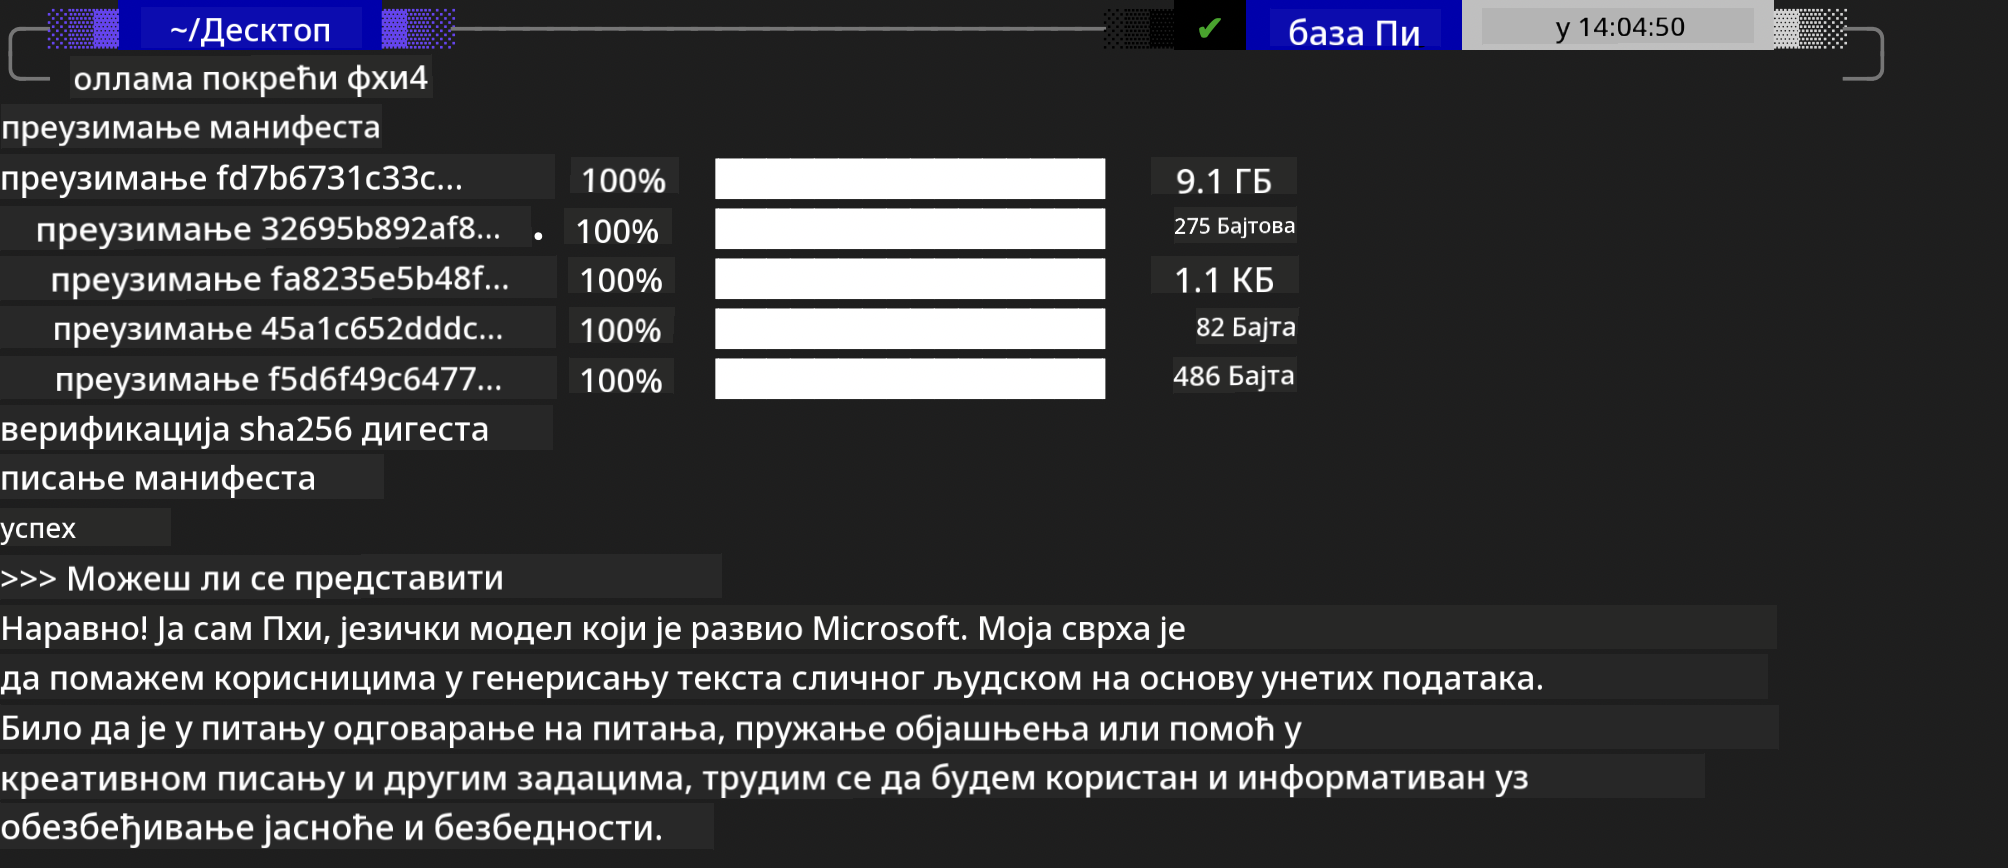 ~/Десктоп ✔ база Пи у 14:04:50
оллама покрећи фхи4
преузимање манифеста
преузимање fd7b6731c33c... 100% 9.1 ГБ
преузимање 32695b892af8... . 100% 275 Бајтова
преузимање fa8235e5b48f... 100% 1.1 КБ
преузимање 45a1c652dddc... 100% 82 Бајта
преузимање f5d6f49c6477... 100% 486 Бајта
верификација sha256 дигеста
писање манифеста
успех
>>> Можеш ли се представити
Наравно! Ја сам Пхи, језички модел који је развио Microsoft. Моја сврха је
да помажем корисницима у генерисању текста сличног људском на основу унетих података.
Било да је у питању одговарање на питања, пружање објашњења или помоћ у
креативном писању и другим задацима, трудим се да будем користан и информативан уз
обезбеђивање јасноће и безбедности.